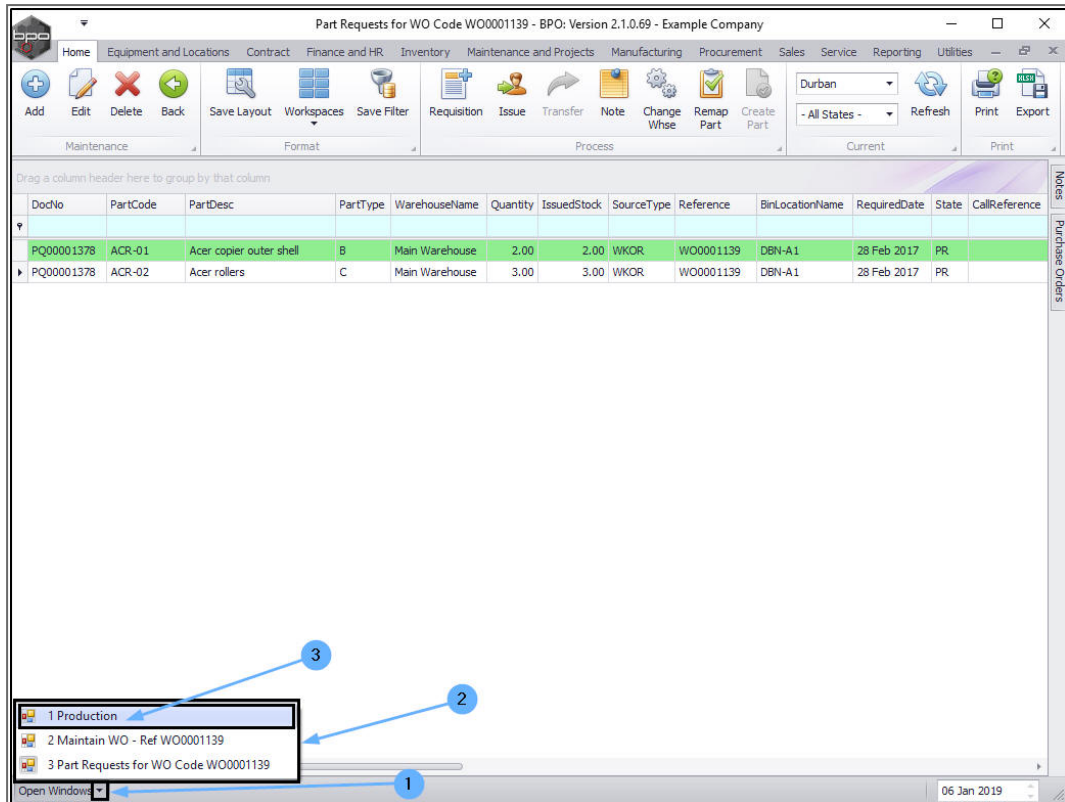 Part Requests for WO Code WO0001139 - BPO: Version 2.1.0.69 - Example Company
bpo
Home Equipment and Locations Contract Finance and HR Inventory Maintenance and Projects Manufacturing Procurement Sales Service Reporting Utilities
Add Edit Delete Back Save Layout Workspaces Save Filter Requisition Issue Transfer Note Change Whse Remap Part Create Part Durban - All States - Refresh Print XLSX Export
Maintenance Format Process Current Print
Drag a column header here to group by that column
DocNo PartCode PartDesc PartType WarehouseName Quantity IssuedStock SourceType Reference BinLocationName RequiredDate State CallReference
PQ00001378 ACR-01 Acer copier outer shell B Main Warehouse 2.00 2.00 WKOR WO0001139 DBN-A1 28 Feb 2017 PR
PQ00001378 ACR-02 Acer rollers C Main Warehouse 3.00 3.00 WKOR WO0001139 DBN-A1 28 Feb 2017 PR
Notes
Purchase Orders
3
2
1 Production
2 Maintain WO - Ref WO0001139
3 Part Requests for WO Code WO0001139
1
Open Windows 06 Jan 2019